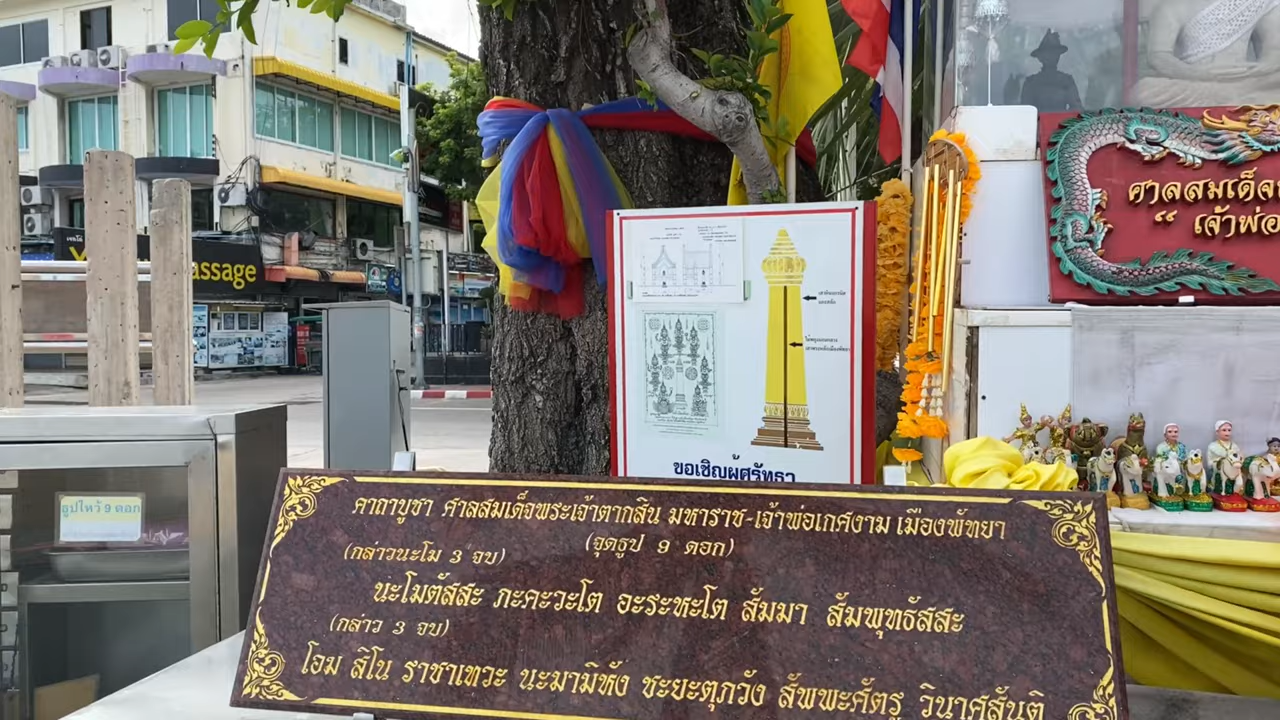 assage
ศาลสมเด็จ
“ เจ้าพ่อ
ขอเชิญผู้ศรัทธา
ธูปไหว้ 9 ดอก
คาถาบูชา ศาลสมเด็จพระเจ้าตากสิน มหาราช-เจ้าพ่อเกศงาม เมืองพัทยา
(กล่าวนะโม 3 จบ) (จุดธูป 9 ดอก)
นะโมตัสสะ ภะคะวะโต อะระหะโต สัมมา สัมพุทธัสสะ
(กล่าว 3 จบ)
โอม สิโน ราชาเทวะ นะมามิหัง ชะยะตุภวัง สัพพะศัตรู วินาศสันติ